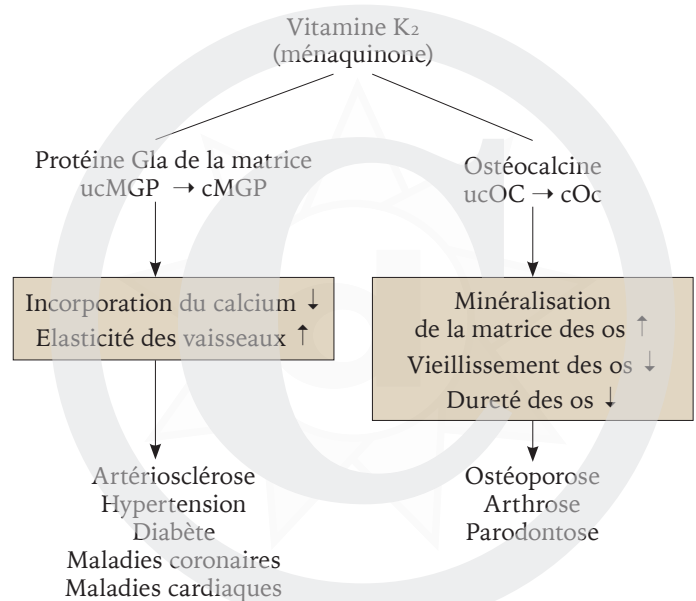 Vitamine K₂
(ménaquinone)
Protéine Gla de la matrice
ucMGP → cMGP
Ostéocalcine
ucOC → cOc
Incorporation du calcium ↓
Elasticité des vaisseaux ↑
Minéralisation
de la matrice des os ↑
Vieillissement des os ↓
Dureté des os ↓
Artériosclérose
Hypertension
Diabète
Maladies coronaires
Maladies cardiaques
Ostéoporose
Arthrose
Parodontose